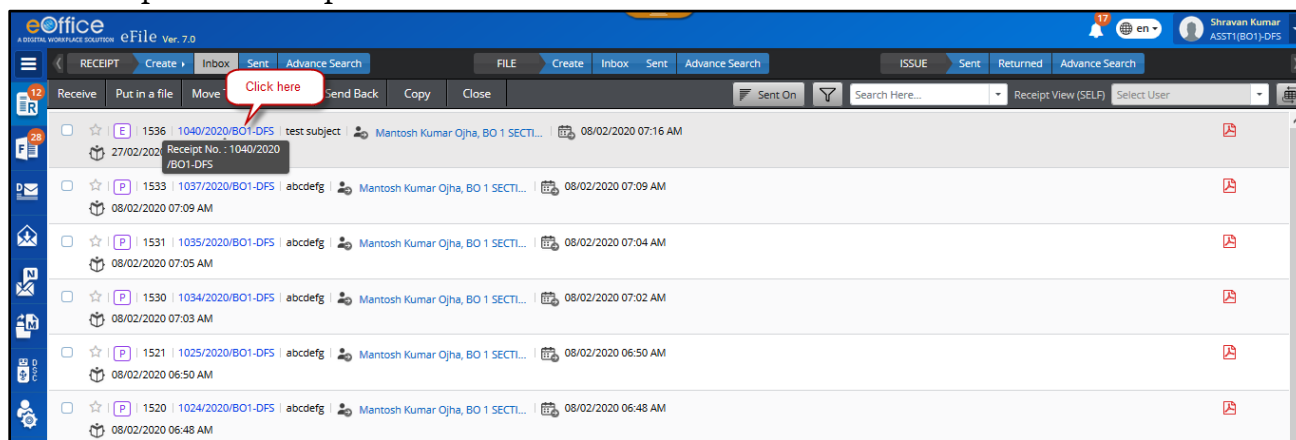 eOffice
A DIGITAL WORKPLACE SOLUTION eFile Ver. 7.0
17
en
Shravan Kumar
ASST1(BO1)-DFS
RECEIPT Create Inbox Sent Advance Search FILE Create Inbox Sent Advance Search ISSUE Sent Returned Advance Search
12
R
Receive Put in a file Move Click here Send Back Copy Close Sent On Search Here... Receipt View (SELF) Select User
28
F
E 1536 1040/2020/BO1-DFS test subject Mantosh Kumar Ojha, BO 1 SECTI... 08/02/2020 07:16 AM
27/02/202
Receipt No. : 1040/2020
/BO1-DFS
D
P 1533 1037/2020/BO1-DFS abcdefg Mantosh Kumar Ojha, BO 1 SECTI... 08/02/2020 07:09 AM
08/02/2020 07:09 AM
P 1531 1035/2020/BO1-DFS abcdefg Mantosh Kumar Ojha, BO 1 SECTI... 08/02/2020 07:04 AM
08/02/2020 07:05 AM
N
P 1530 1034/2020/BO1-DFS abcdefg Mantosh Kumar Ojha, BO 1 SECTI... 08/02/2020 07:02 AM
08/02/2020 07:03 AM
M
P 1521 1025/2020/BO1-DFS abcdefg Mantosh Kumar Ojha, BO 1 SECTI... 08/02/2020 06:50 AM
08/02/2020 06:50 AM
DSC
P 1520 1024/2020/BO1-DFS abcdefg Mantosh Kumar Ojha, BO 1 SECTI... 08/02/2020 06:48 AM
08/02/2020 06:48 AM